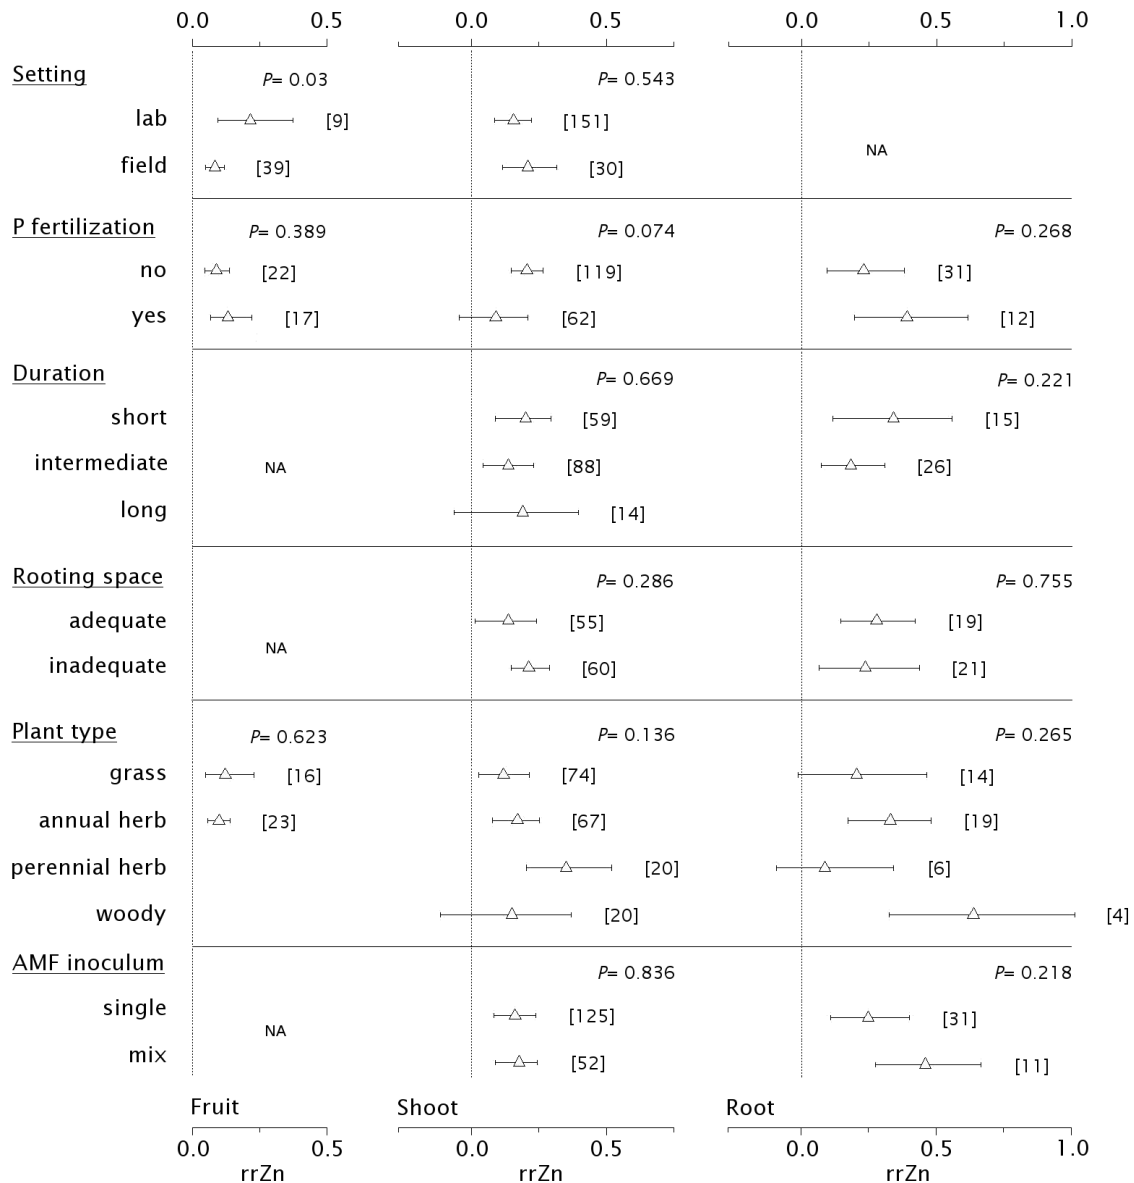 0.0 0.5 0.0 0.5 0.0 0.5 1.0
Setting P= 0.03 P= 0.543
lab [9] [151]
NA
field [39] [30]
P fertilization P= 0.389 P= 0.074 P= 0.268
no [22] [119] [31]
yes [17] [62] [12]
Duration P= 0.669 P= 0.221
short [59] [15]
intermediate NA [88] [26]
long [14]
Rooting space P= 0.286 P= 0.755
adequate [55] [19]
NA
inadequate [60] [21]
Plant type P= 0.623 P= 0.136 P= 0.265
grass [16] [74] [14]
annual herb [23] [67] [19]
perennial herb [20] [6]
woody [20] [4]
AMF inoculum P= 0.836 P= 0.218
single [125] [31]
NA
mix [52] [11]
Fruit Shoot Root
0.0 0.5 0.0 0.5 0.0 0.5 1.0
rrZn rrZn rrZn